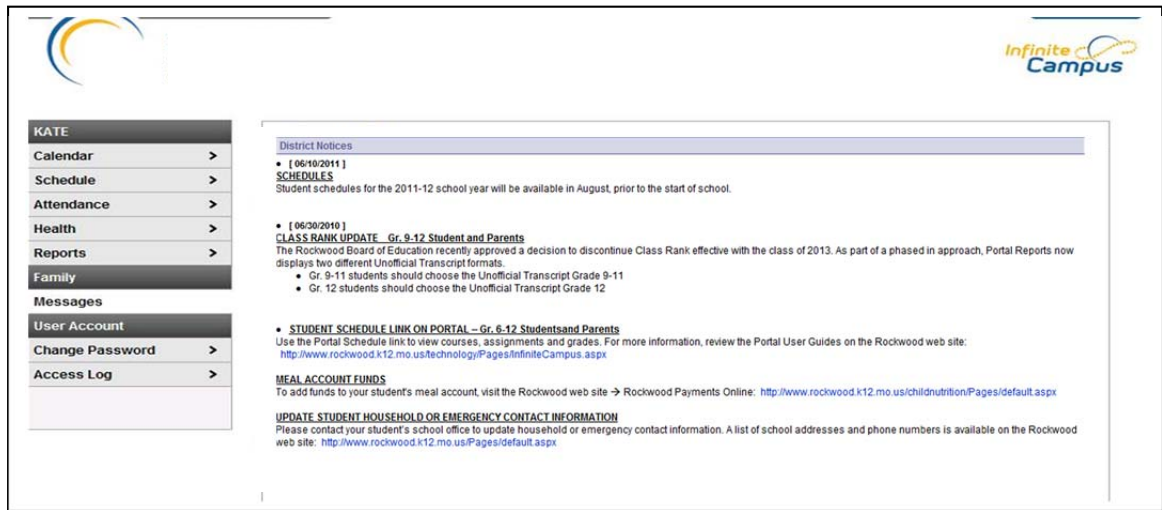 Infinite
Campus
KATE
Calendar >
Schedule >
Attendance >
Health >
Reports >
Family
Messages
User Account
Change Password >
Access Log >
District Notices
• [ 06/10/2011 ]
SCHEDULES
Student schedules for the 2011-12 school year will be available in August, prior to the start of school.
• [ 06/30/2010 ]
CLASS RANK UPDATE Gr. 9-12 Student and Parents
The Rockwood Board of Education recently approved a decision to discontinue Class Rank effective with the class of 2013. As part of a phased in approach, Portal Reports now
displays two different Unofficial Transcript formats.
• Gr. 9-11 students should choose the Unofficial Transcript Grade 9-11
• Gr. 12 students should choose the Unofficial Transcript Grade 12
• STUDENT SCHEDULE LINK ON PORTAL – Gr. 6-12 Studentsand Parents
Use the Portal Schedule link to view courses, assignments and grades. For more information, review the Portal User Guides on the Rockwood web site:
http://www.rockwood.k12.mo.us/technology/Pages/InfiniteCampus.aspx
MEAL ACCOUNT FUNDS
To add funds to your student's meal account, visit the Rockwood web site → Rockwood Payments Online: http://www.rockwood.k12.mo.us/childnutrition/Pages/default.aspx
UPDATE STUDENT HOUSEHOLD OR EMERGENCY CONTACT INFORMATION
Please contact your student's school office to update household or emergency contact information. A list of school addresses and phone numbers is available on the Rockwood
web site: http://www.rockwood.k12.mo.us/Pages/default.aspx